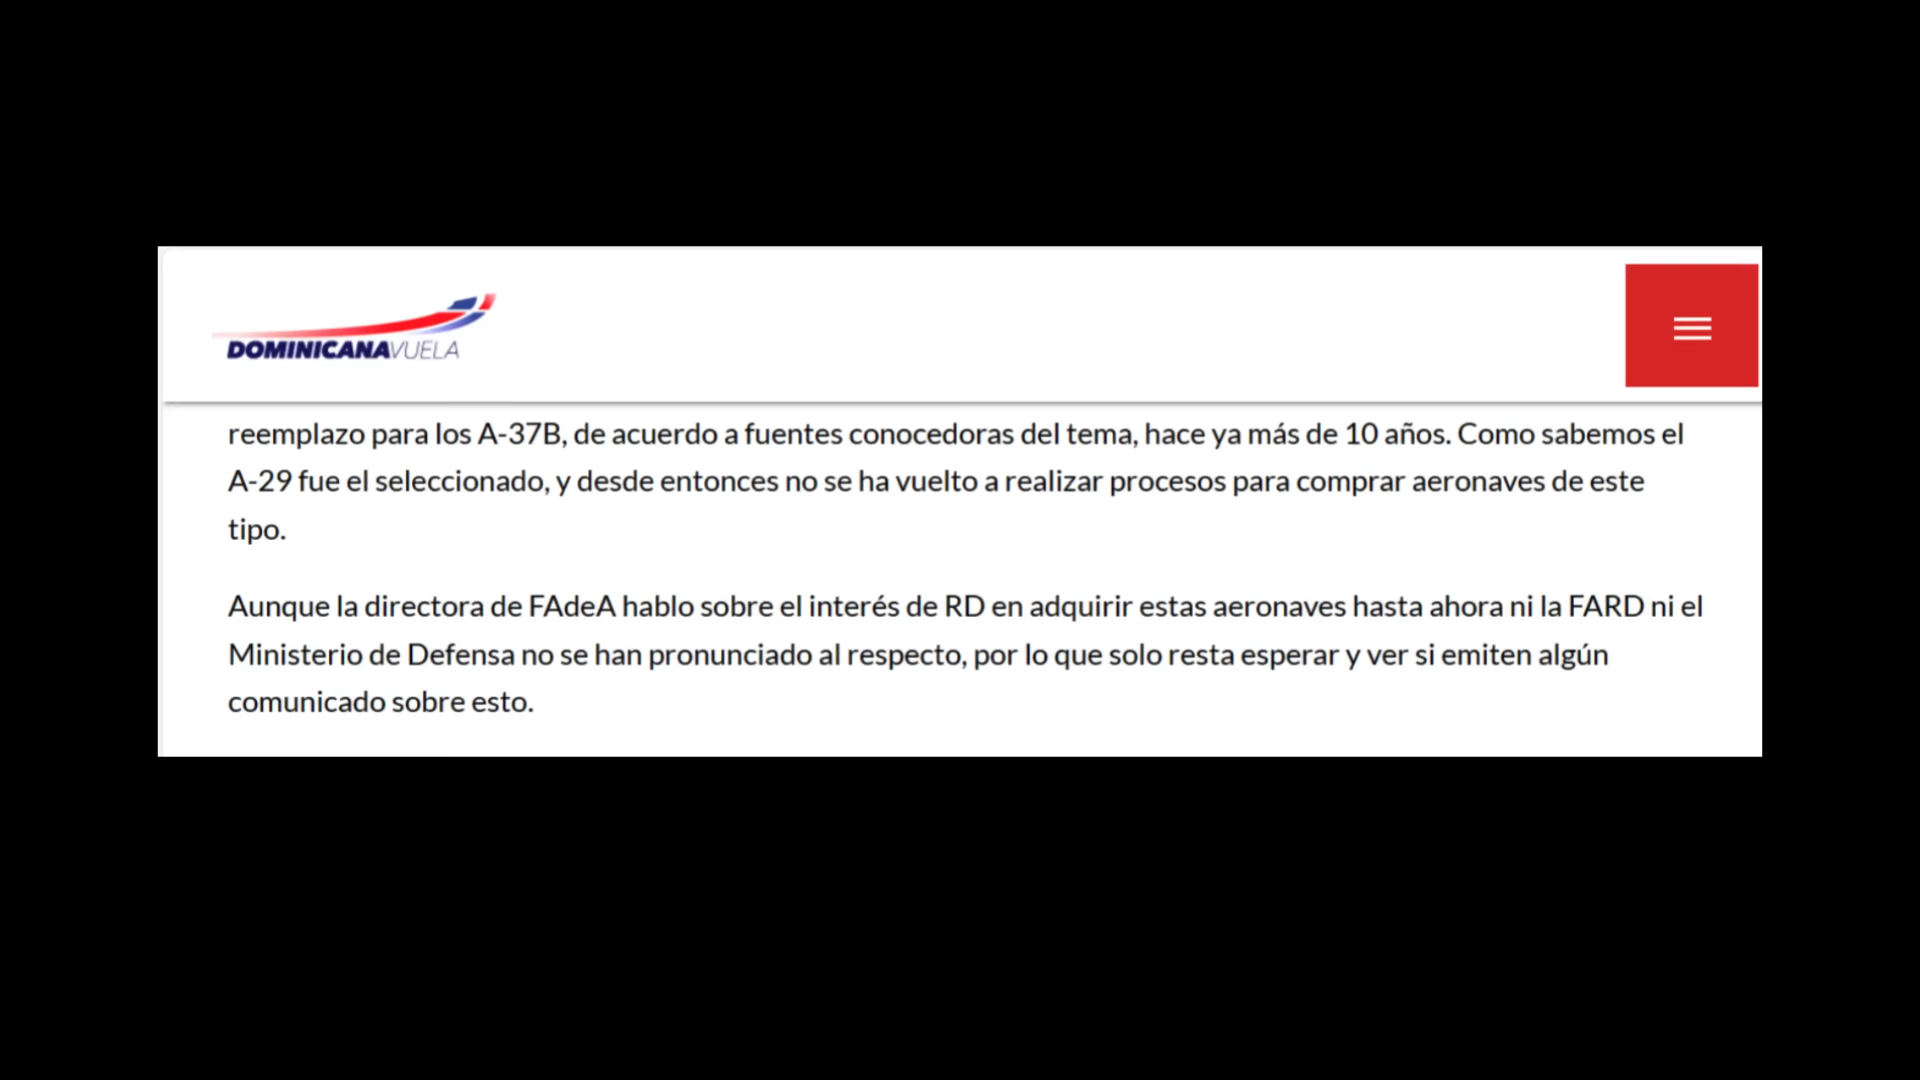 DOMINICANAVUELA
reemplazo para los A-37B, de acuerdo a fuentes conocedoras del tema, hace ya más de 10 años. Como sabemos el
A-29 fue el seleccionado, y desde entonces no se ha vuelto a realizar procesos para comprar aeronaves de este
tipo.
Aunque la directora de FAdeA hablo sobre el interés de RD en adquirir estas aeronaves hasta ahora ni la FARD ni el
Ministerio de Defensa no se han pronunciado al respecto, por lo que solo resta esperar y ver si emiten algún
comunicado sobre esto.